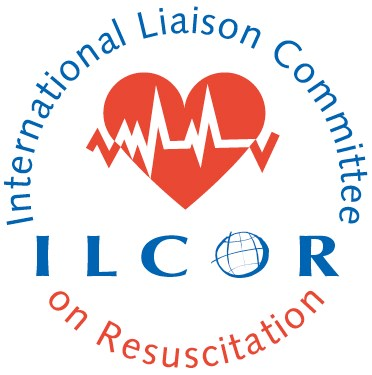 International Liaison Committee
ILCOR
on Resuscitation